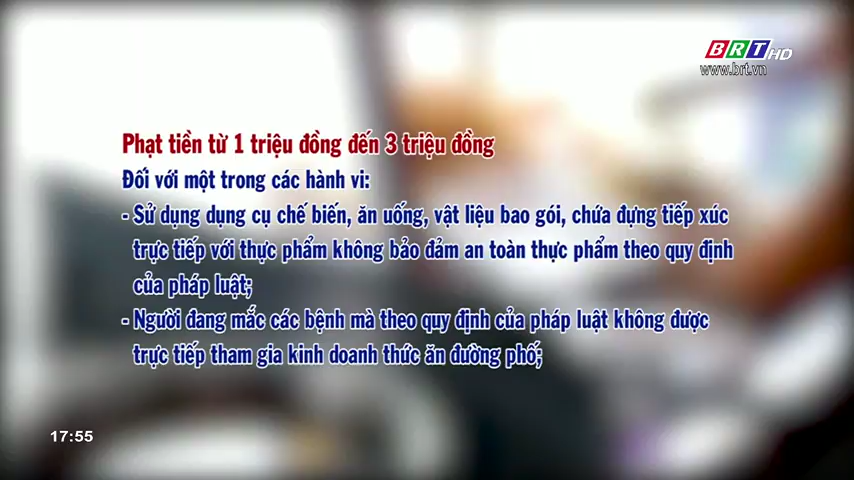 BRT HD
www.brt.vn
Phạt tiền từ 1 triệu đồng đến 3 triệu đồng
Đối với một trong các hành vi:
- Sử dụng dụng cụ chế biến, ăn uống, vật liệu bao gói, chứa đựng tiếp xúc
trực tiếp với thực phẩm không bảo đảm an toàn thực phẩm theo quy định
của pháp luật;
- Người đang mắc các bệnh mà theo quy định của pháp luật không được
trực tiếp tham gia kinh doanh thức ăn đường phố;
17:55